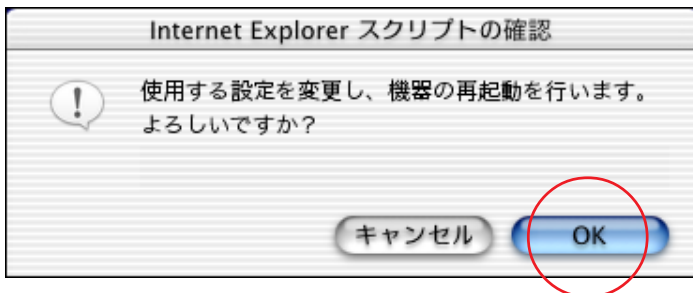 Internet Explorer スクリプトの確認
使用する設定を変更し、機器の再起動を行います。
よろしいですか？
キャンセル
OK